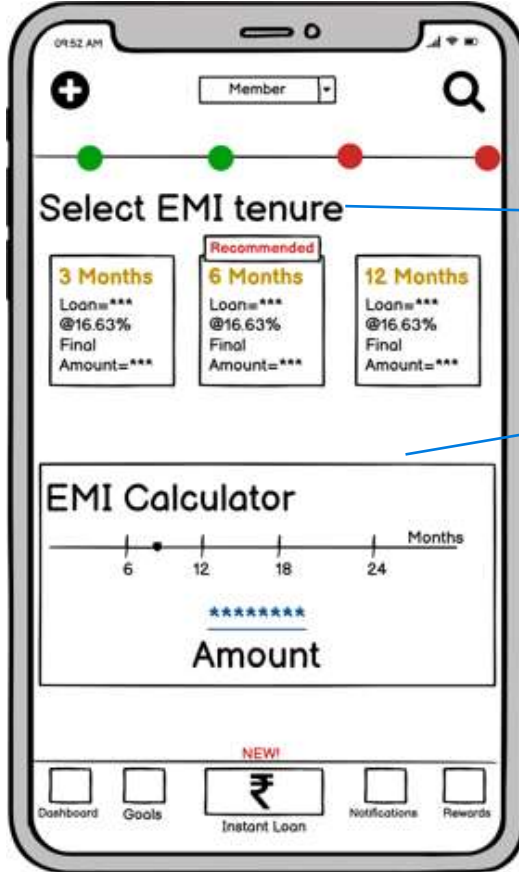 09:52 AM
Member
Select EMI tenure
Recommended
3 Months
Loan=***
@16.63%
Final
Amount=***
6 Months
Loan=***
@16.63%
Final
Amount=***
12 Months
Loan=***
@16.63%
Final
Amount=***
EMI Calculator
Months
6 12 18 24
********
Amount
NEW!
₹
Dashboard Goals Instant Loan Notifications Rewards